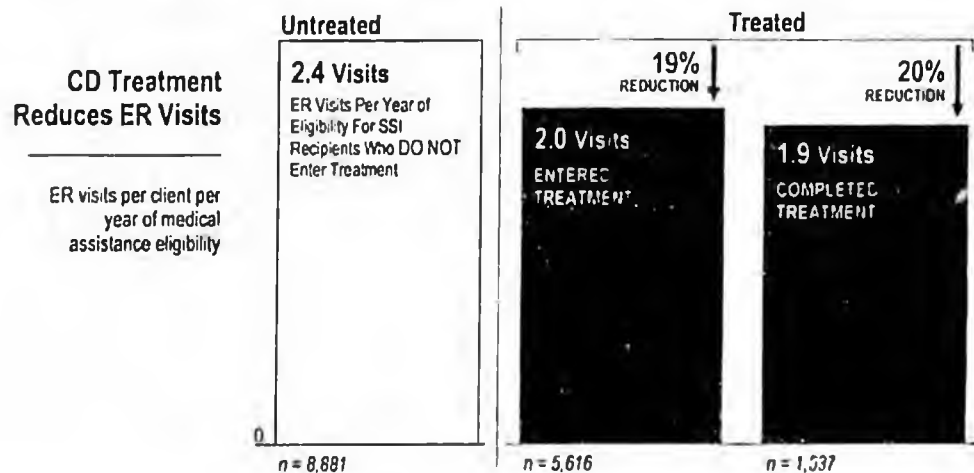 Untreated
Treated
CD Treatment
Reduces ER Visits
ER visits per client per
year of medical
assistance eligibility
2.4 Visits
ER Visits Per Year of
Eligibility For SSI
Recipients Who DO NOT
Enter Treatment
19%
REDUCTION
2.0 Visits
ENTERED
TREATMENT
20%
REDUCTION
1.9 Visits
COMPLETED
TREATMENT
0
n = 8,881
n = 5,616
n =